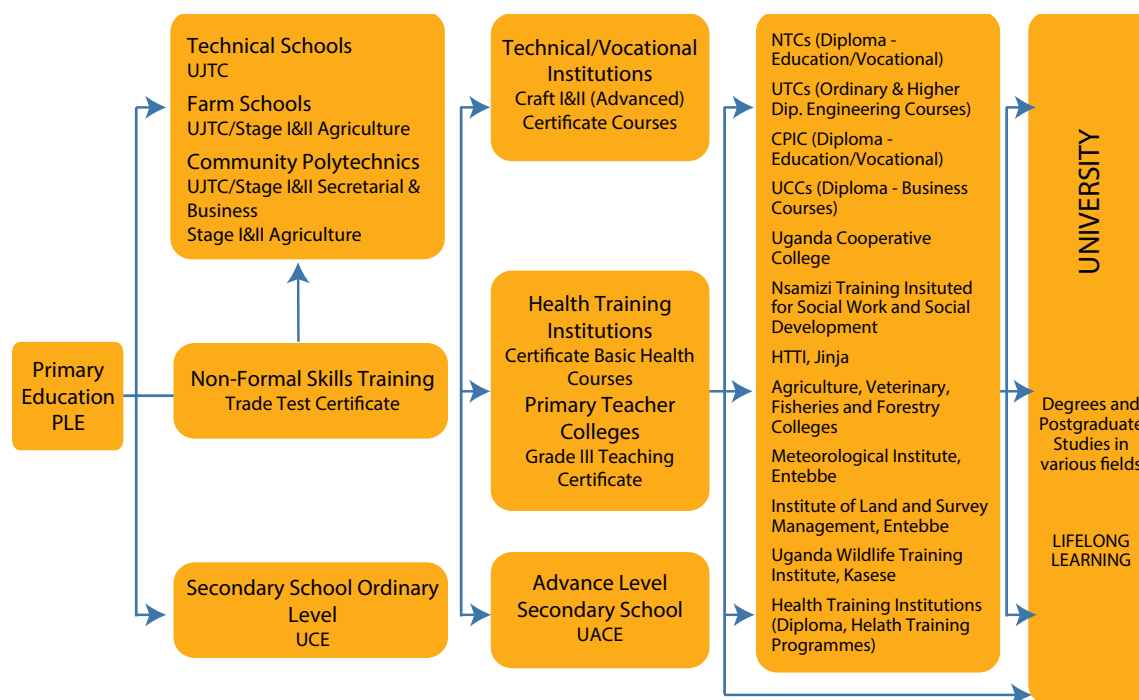 Primary
Education
PLE
Technical Schools
UJTC
Farm Schools
UJTC/Stage I&II Agriculture
Community Polytechnics
UJTC/Stage I&II Secretarial &
Business
Stage I&II Agriculture
Non-Formal Skills Training
Trade Test Certificate
Secondary School Ordinary
Level
UCE
Technical/Vocational
Institutions
Craft I&II (Advanced)
Certificate Courses
Health Training
Institutions
Certificate Basic Health
Courses
Primary Teacher
Colleges
Grade III Teaching
Certificate
Advance Level
Secondary School
UACE
NTCs (Diploma -
Education/Vocational)
UTCs (Ordinary & Higher
Dip. Engineering Courses)
CPIC (Diploma -
Education/Vocational)
UCCs (Diploma - Business
Courses)
Uganda Cooperative
College
Nsamizi Training Insituted
for Social Work and Social
Development
HTTI, Jinja
Agriculture, Veterinary,
Fisheries and Forestry
Colleges
Meteorological Institute,
Entebbe
Institute of Land and Survey
Management, Entebbe
Uganda Wildlife Training
Institute, Kasese
Health Training Institutions
(Diploma, Helath Training
Programmes)
UNIVERSITY
Degrees and
Postgraduate
Studies in
various fields
LIFELONG
LEARNING